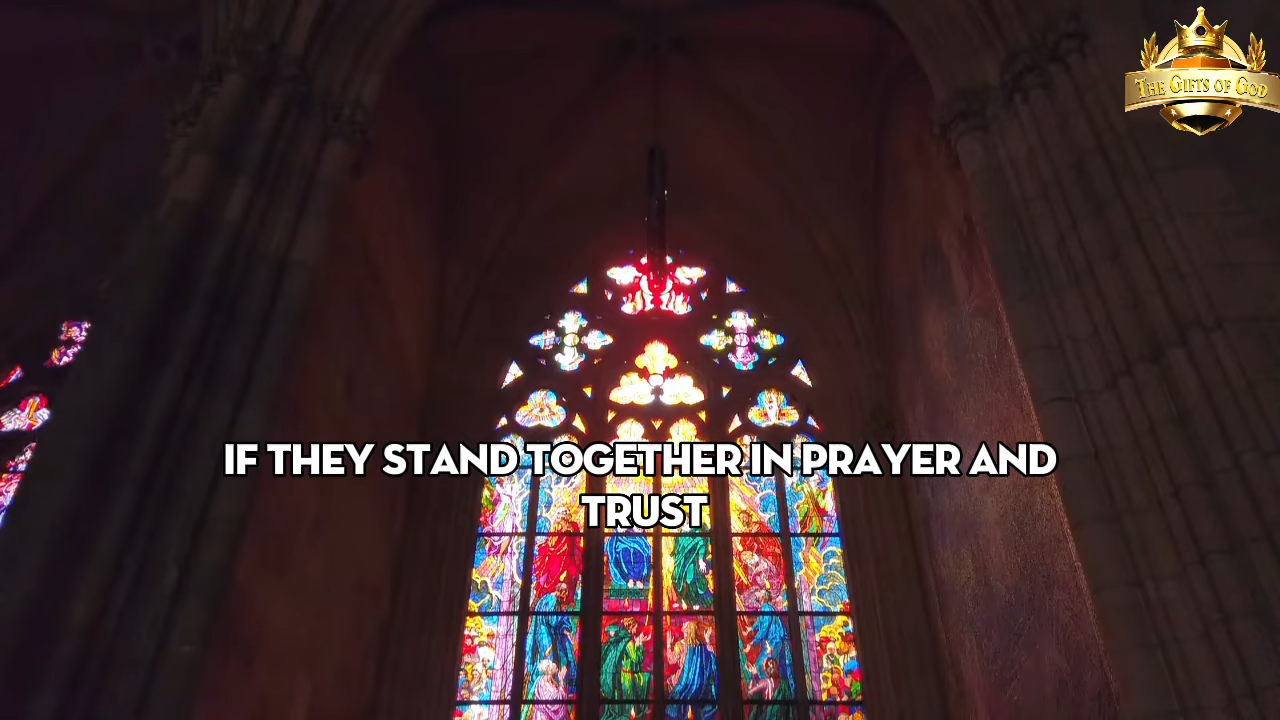 THE GIFTS OF GOD
IF THEY STAND TOGETHER IN PRAYER AND
TRUST